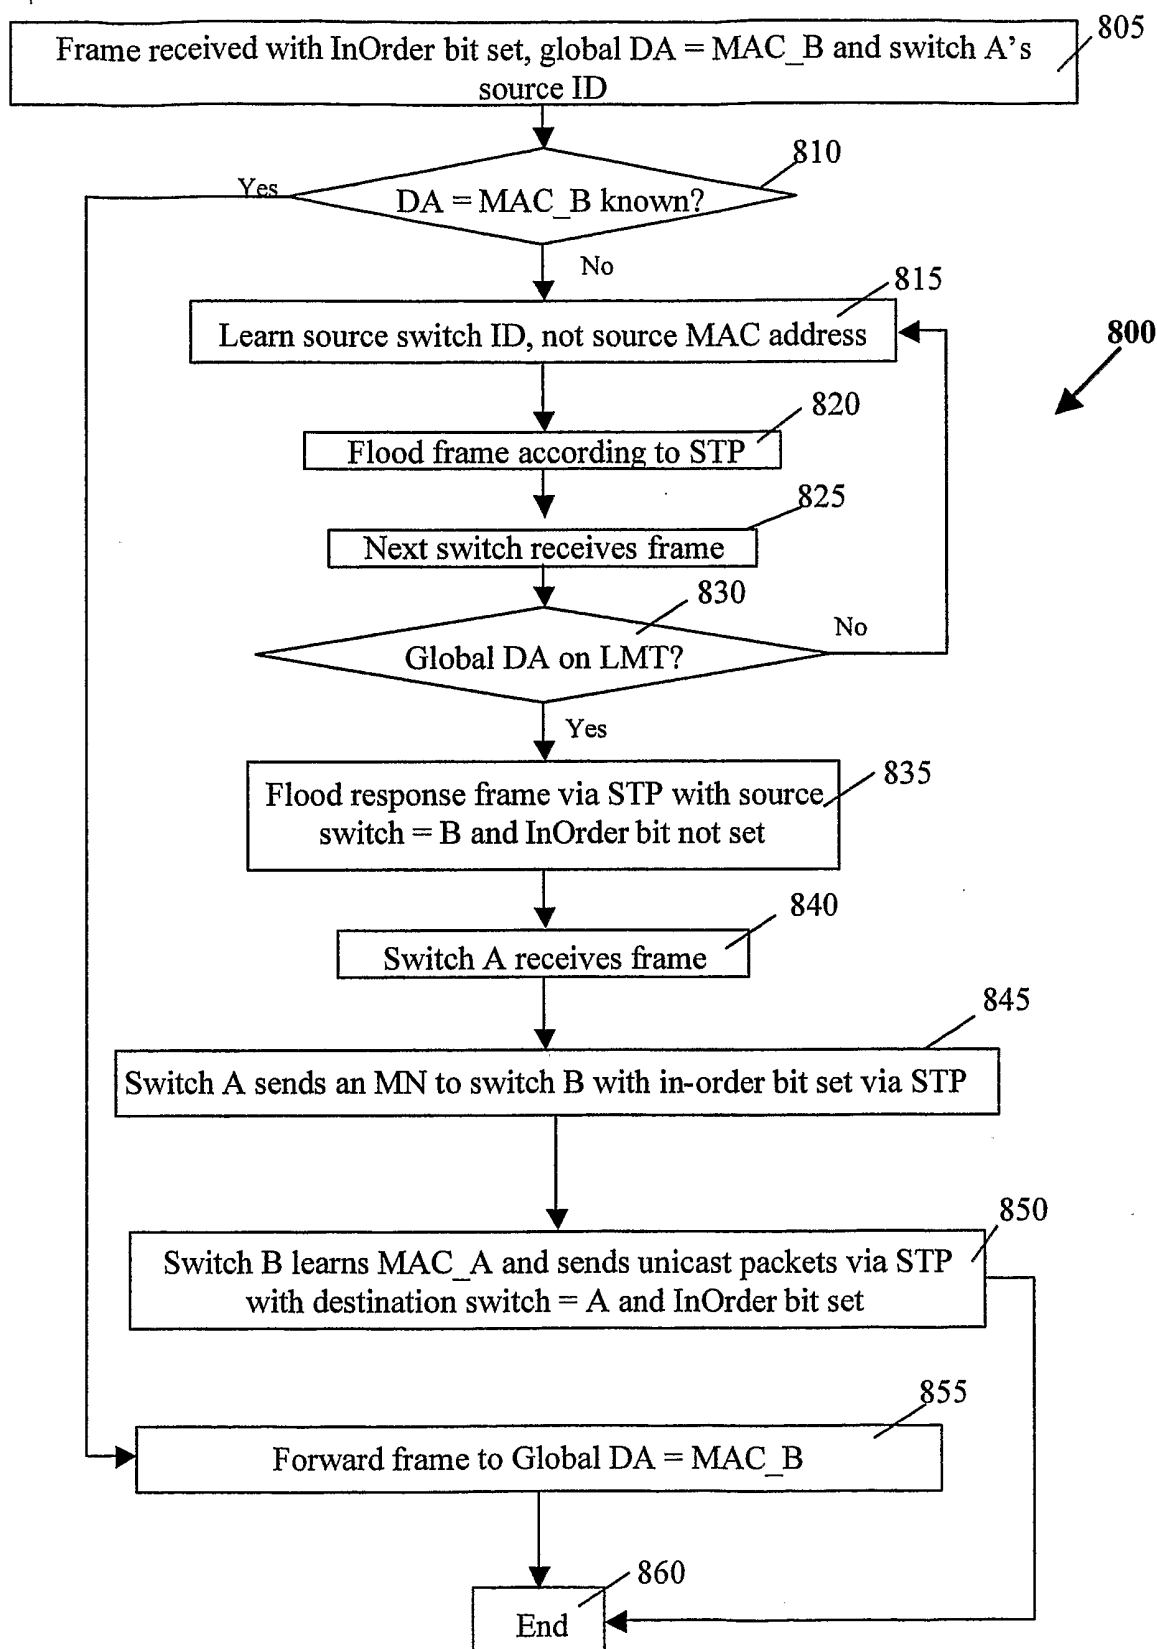 805
Frame received with InOrder bit set, global DA = MAC_B and switch A's
source ID
810
Yes
DA = MAC_B known?
No
815
Learn source switch ID, not source MAC address
800
820
Flood frame according to STP
825
Next switch receives frame
830
No
Global DA on LMT?
Yes
835
Flood response frame via STP with source
switch = B and InOrder bit not set
840
Switch A receives frame
845
Switch A sends an MN to switch B with in-order bit set via STP
850
Switch B learns MAC_A and sends unicast packets via STP
with destination switch = A and InOrder bit set
855
Forward frame to Global DA = MAC_B
860
End